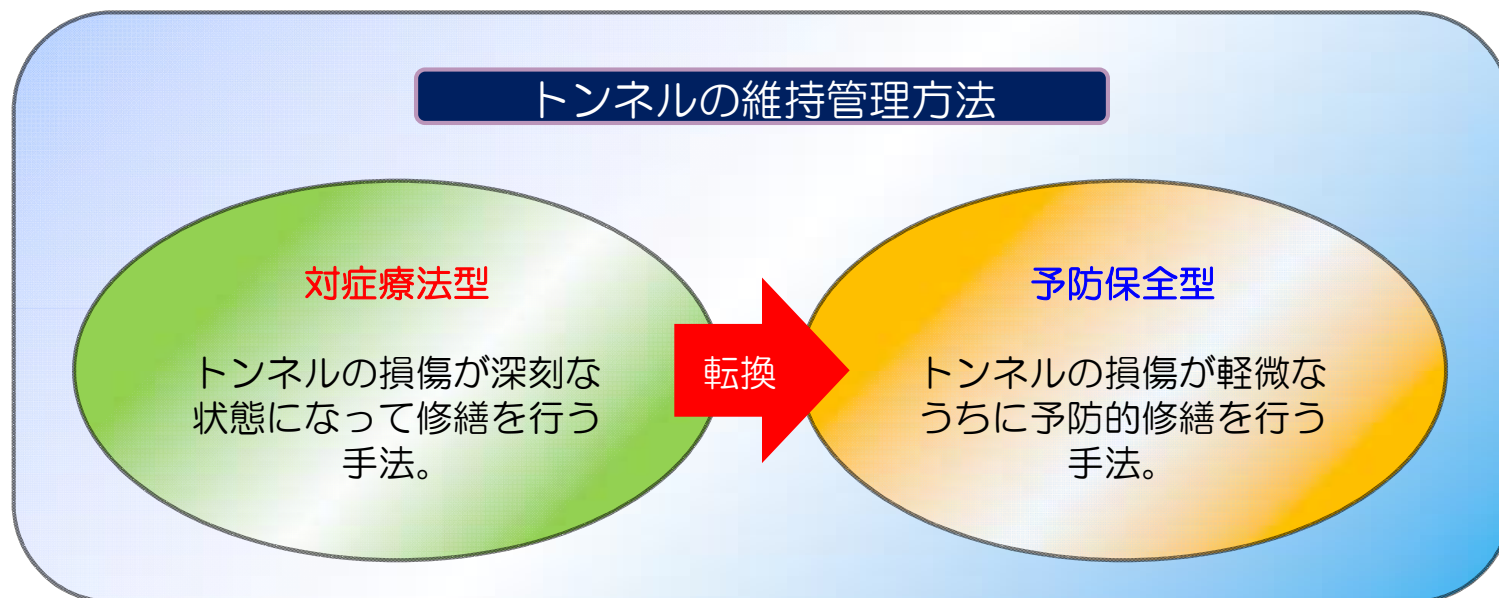 トンネルの維持管理方法
対症療法型
トンネルの損傷が深刻な
状態になって修繕を行う
手法。
転換
予防保全型
トンネルの損傷が軽微な
うちに予防的修繕を行う
手法。